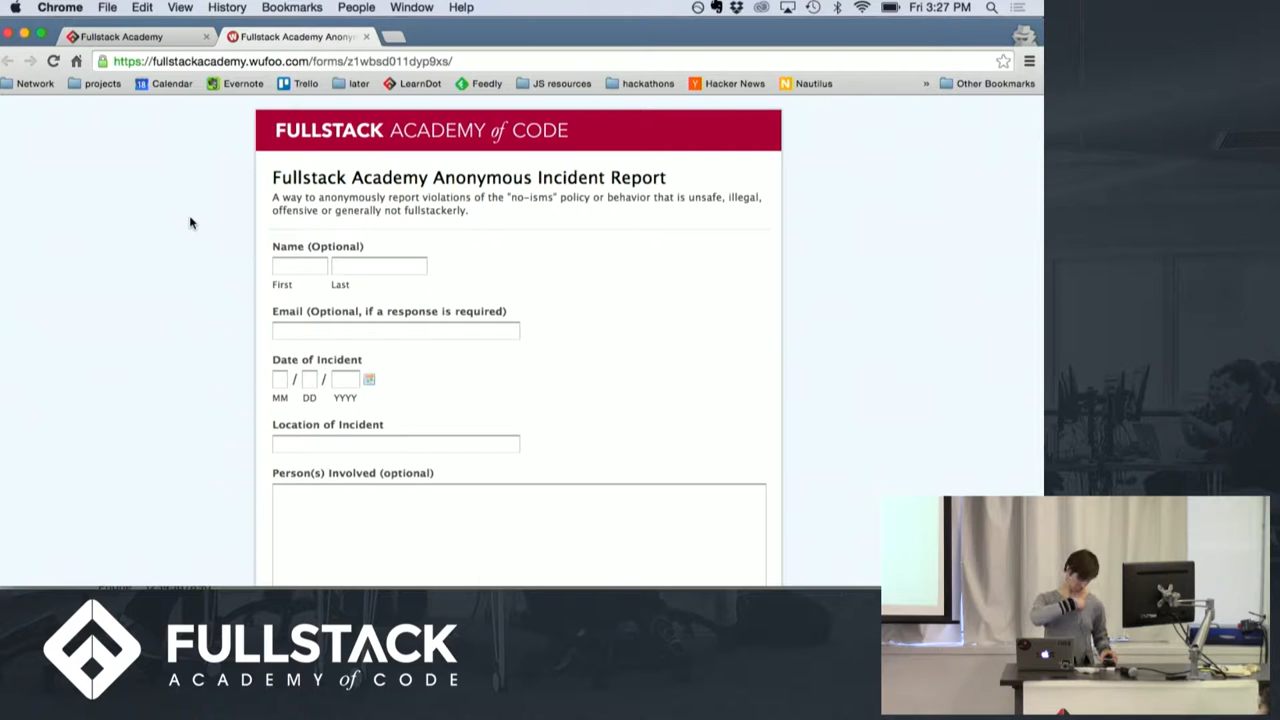 Chrome File Edit View History Bookmarks People Window Help Fri 3:27 PM
Fullstack Academy Fullstack Academy Anony
https://fullstackacademy.wufoo.com/forms/z1wbsd011dyp9xs/
Network projects 18 Calendar Evernote Trello later LearnDot Feedly JS resources hackathons Y Hacker News N Nautilus » Other Bookmarks
FULLSTACK ACADEMY of CODE
Fullstack Academy Anonymous Incident Report
A way to anonymously report violations of the "no-isms" policy or behavior that is unsafe, illegal,
offensive or generally not fullstackerly.
Name (Optional)
First Last
Email (Optional, if a response is required)
Date of Incident
/ /
MM DD YYYY
Location of Incident
Person(s) Involved (optional)
FULLSTACK
ACADEMY of CODE